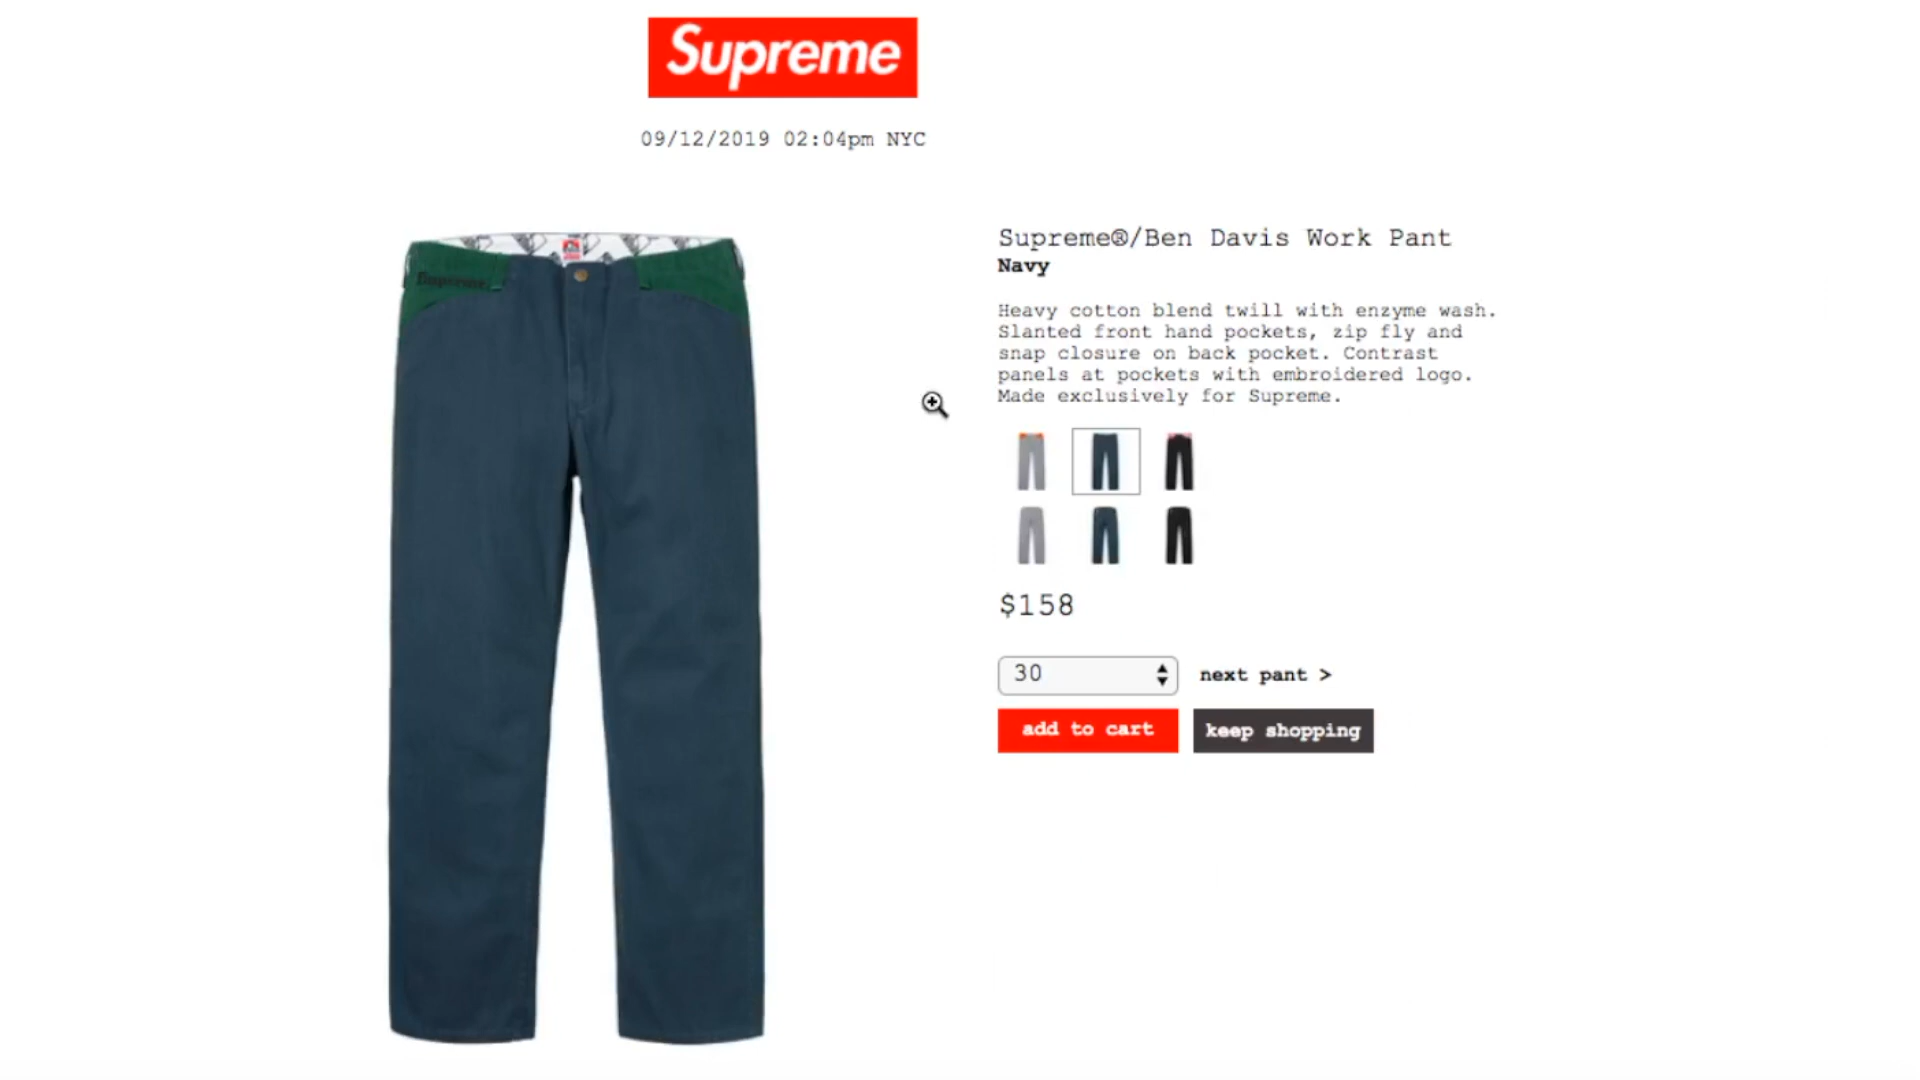 Supreme
09/12/2019 02:04pm NYC
Supreme®/Ben Davis Work Pant
Navy
Heavy cotton blend twill with enzyme wash.
Slanted front hand pockets, zip fly and
snap closure on back pocket. Contrast
panels at pockets with embroidered logo.
Made exclusively for Supreme.
$158
30
next pant >
add to cart
keep shopping
Supreme